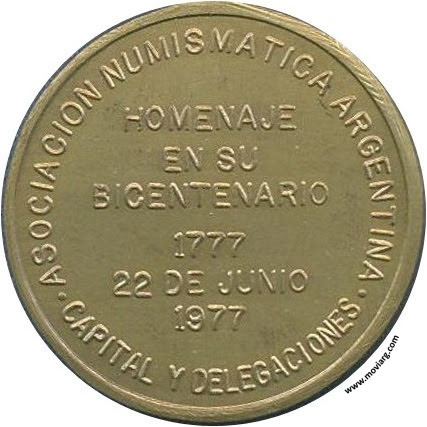 ASOCIACION NUMISMATICA ARGENTINA
HOMENAJE
EN SU
BICENTENARIO
1777
22 DE JUNIO
1977
· CAPITAL Y DELEGACIONES ·
www.moviarg.com